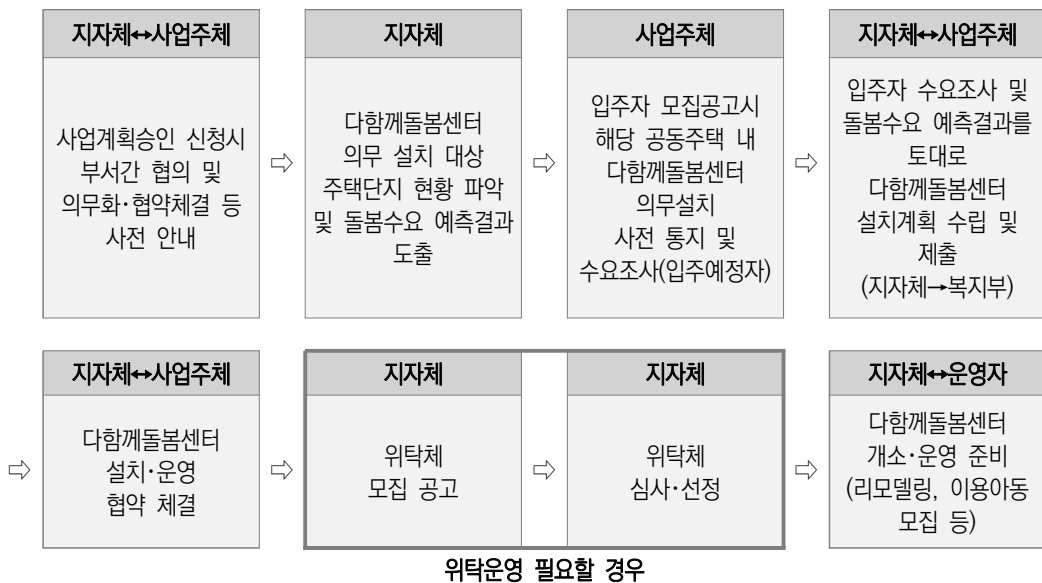 지자체↔사업주체
사업계획승인 신청시
부서간 협의 및
의무화·협약체결 등
사전 안내
⇨
지자체
다함께돌봄센터
의무 설치 대상
주택단지 현황 파악
및 돌봄수요 예측결과
도출
⇨
사업주체
입주자 모집공고시
해당 공동주택 내
다함께돌봄센터
의무설치
사전 통지 및
수요조사(입주예정자)
⇨
지자체↔사업주체
입주자 수요조사 및
돌봄수요 예측결과를
토대로
다함께돌봄센터
설치계획 수립 및
제출
(지자체→복지부)
⇨
지자체↔사업주체
다함께돌봄센터
설치·운영
협약 체결
⇨
지자체
위탁체
모집 공고
⇨
지자체
위탁체
심사·선정
⇨
지자체↔운영자
다함께돌봄센터
개소·운영 준비
(리모델링, 이용아동
모집 등)
위탁운영 필요할 경우